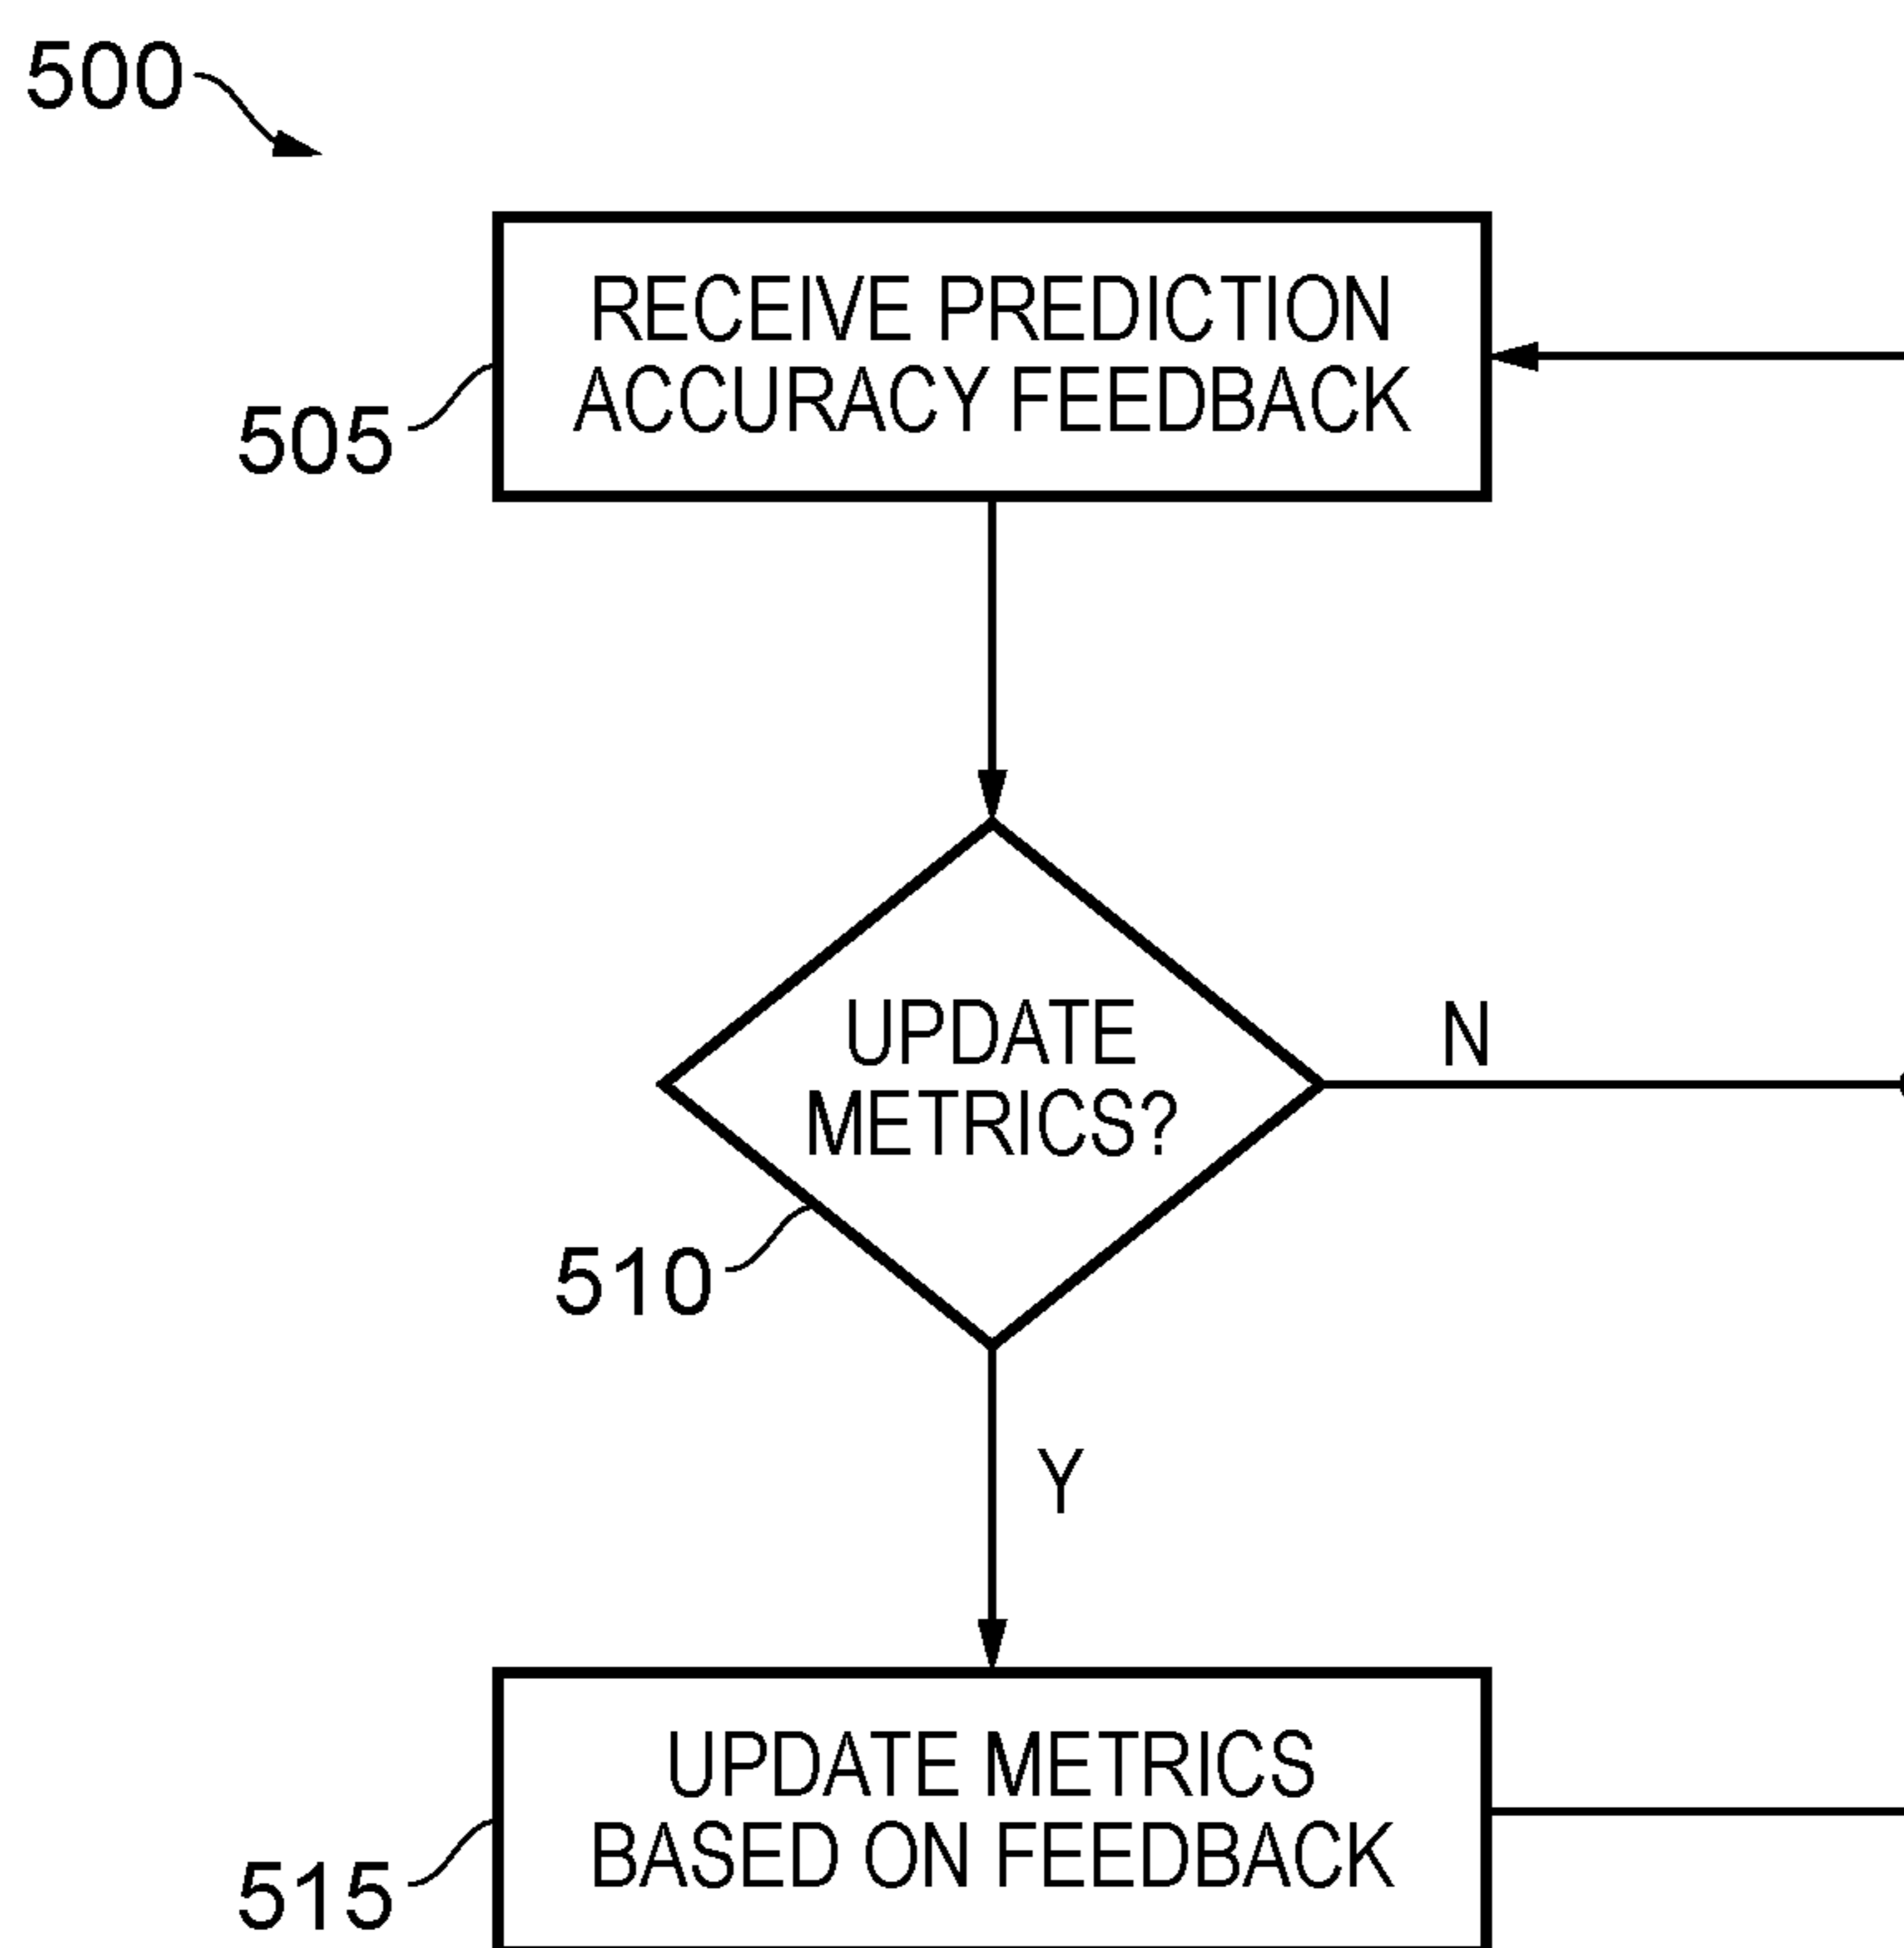 500
RECEIVE PREDICTION
ACCURACY FEEDBACK
505
UPDATE
METRICS?
N
510
Y
UPDATE METRICS
BASED ON FEEDBACK
515